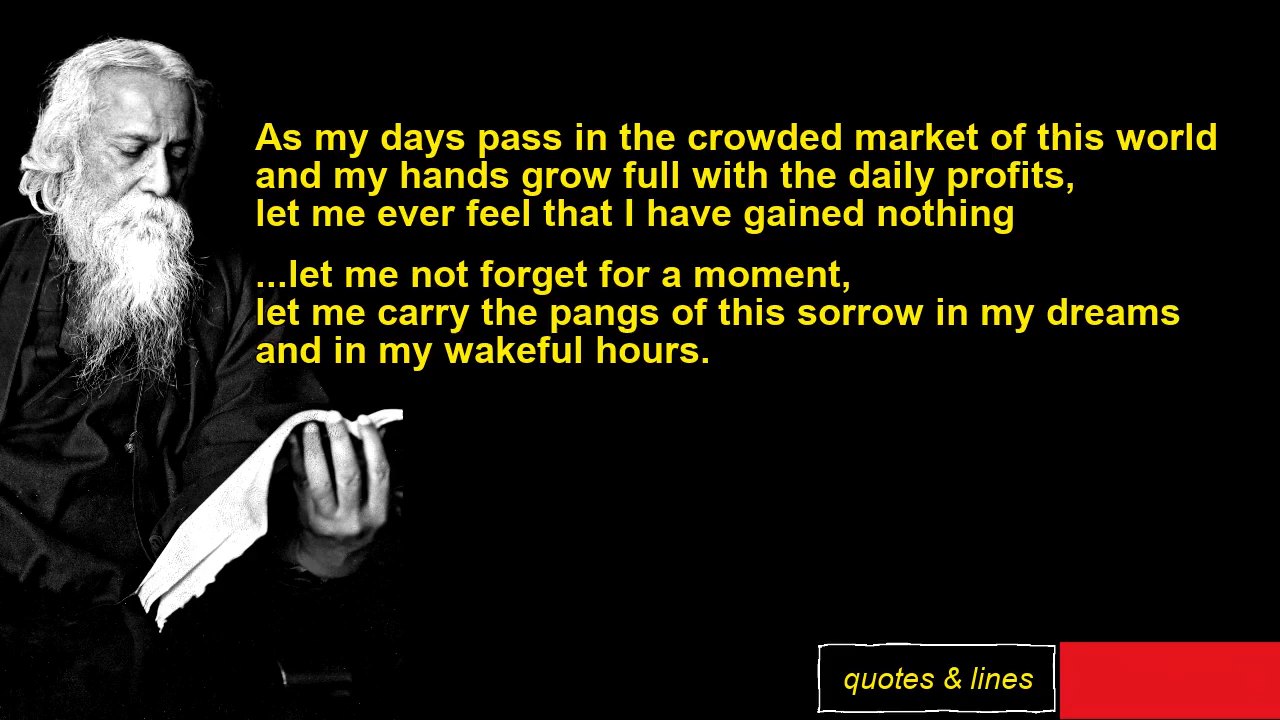 As my days pass in the crowded market of this world
and my hands grow full with the daily profits,
let me ever feel that I have gained nothing
...let me not forget for a moment,
let me carry the pangs of this sorrow in my dreams
and in my wakeful hours.
quotes & lines